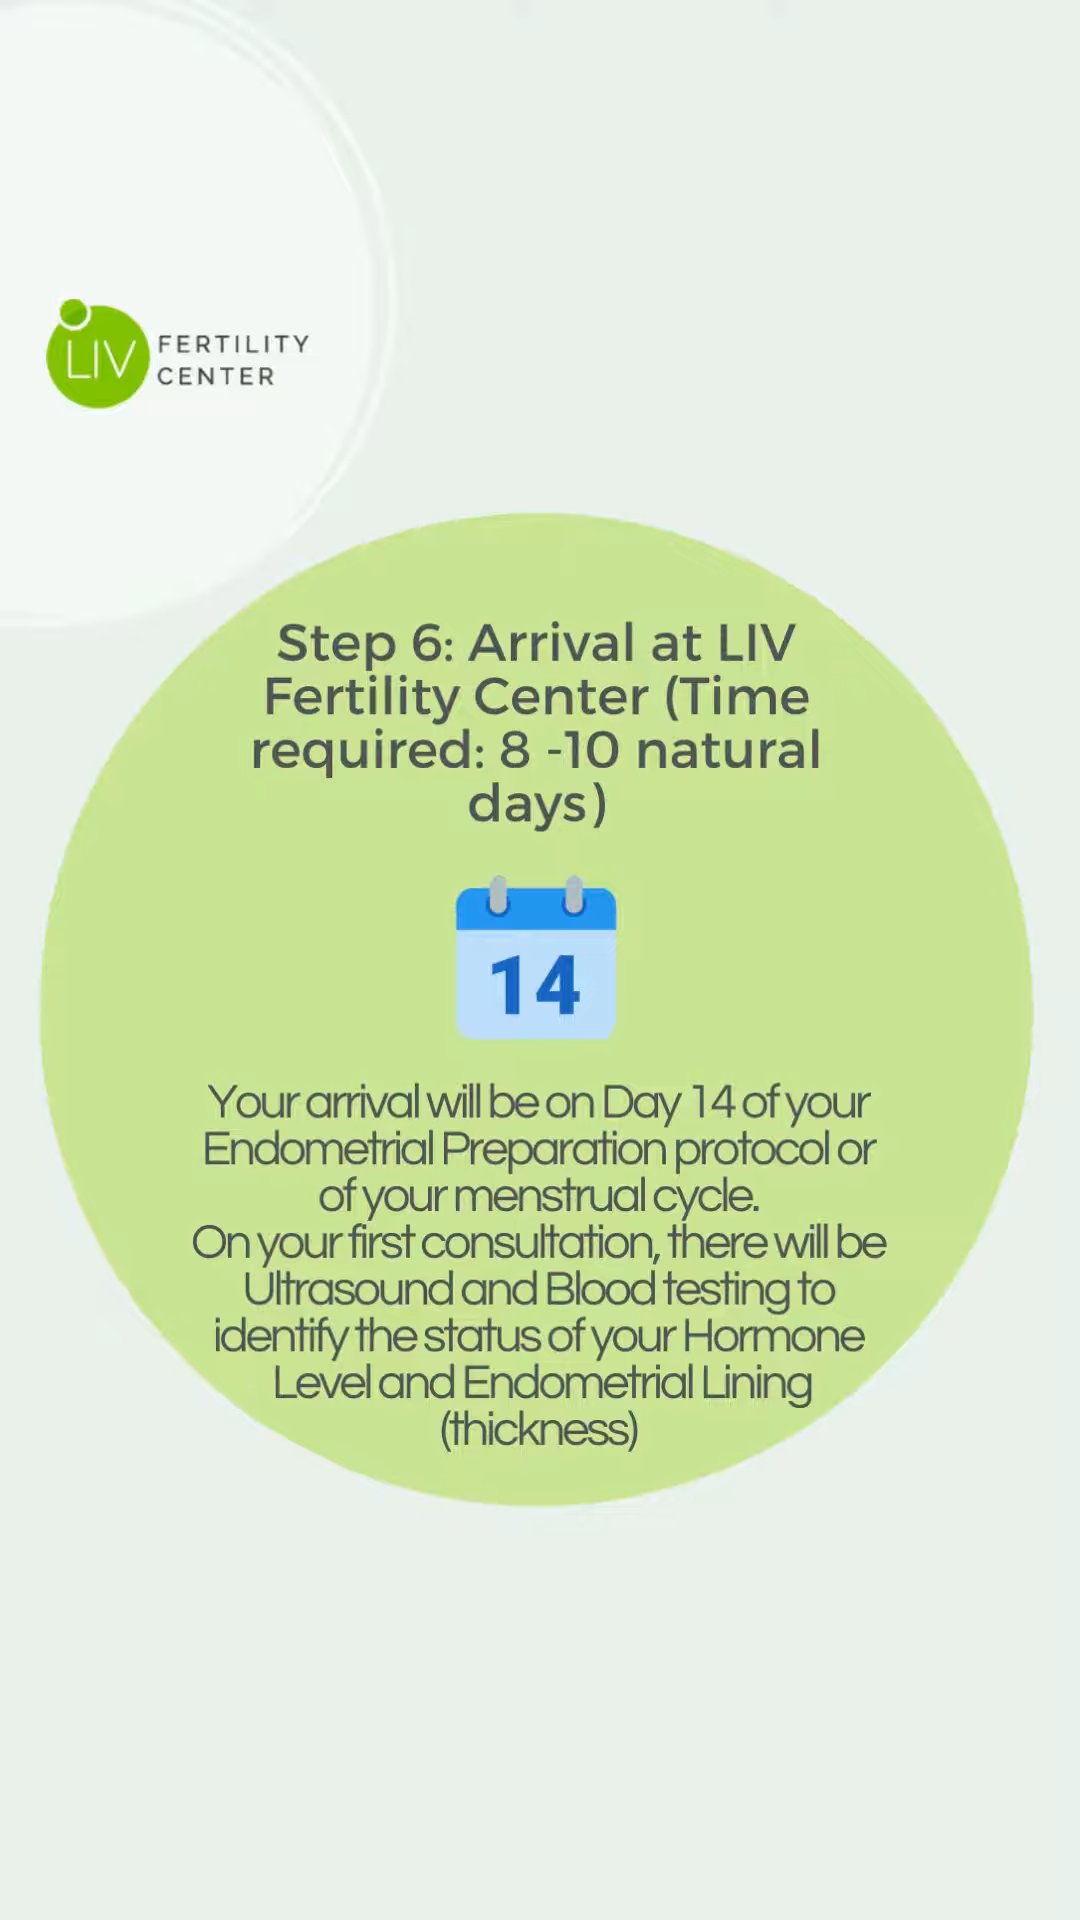 LIV
FERTILITY
CENTER
Step 6: Arrival at LIV
Fertility Center (Time
required: 8 -10 natural
days)
14
Your arrival will be on Day 14 of your
Endometrial Preparation protocol or
of your menstrual cycle.
On your first consultation, there will be
Ultrasound and Blood testing to
identify the status of your Hormone
Level and Endometrial Lining
(thickness)